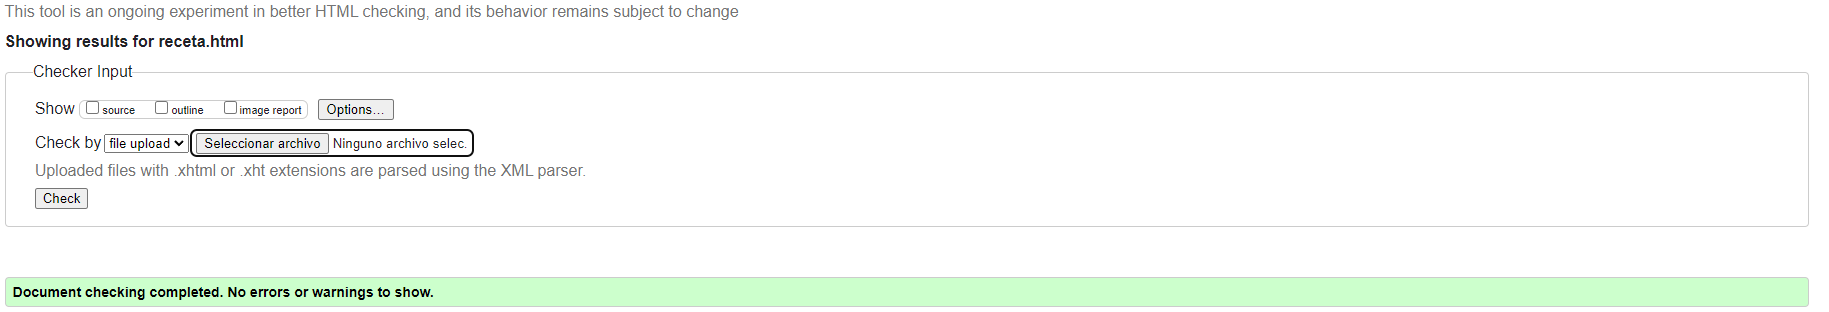 This tool is an ongoing experiment in better HTML checking, and its behavior remains subject to change
Showing results for receta.html
Checker Input
Show source outline image report Options...
Check by file upload Seleccionar archivo Ninguno archivo selec.
Uploaded files with .xhtml or .xht extensions are parsed using the XML parser.
Check
Document checking completed. No errors or warnings to show.